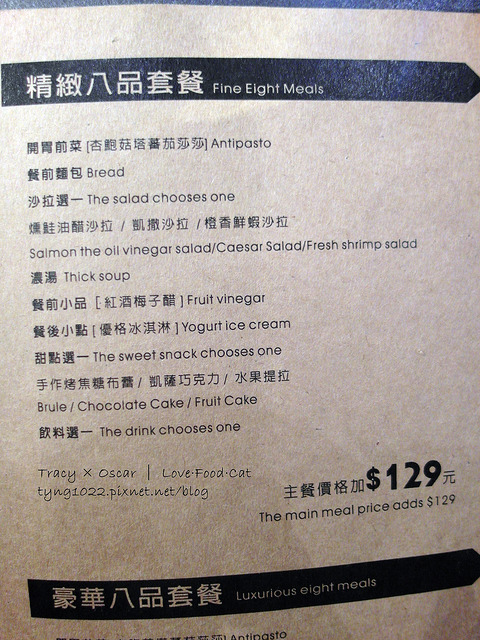 精緻八品套餐 Fine Eight Meals
開胃前菜 [杏鮑菇塔蕃茄莎莎] Antipasto
餐前麵包 Bread
沙拉選一 The salad chooses one
燻鮭油醋沙拉 / 凱撒沙拉 / 橙香鮮蝦沙拉
Salmon the oil vinegar salad/Caesar Salad/Fresh shrimp salad
濃湯 Thick soup
餐前小品 [ 紅酒梅子醋 ] Fruit vinegar
餐後小點 [ 優格冰淇淋 ] Yogurt ice cream
甜點選一 The sweet snack chooses one
手作烤焦糖布蕾 / 凱薩巧克力 / 水果提拉
Brule / Chocolate Cake / Fruit Cake
飲料選一 The drink chooses one
Tracy × Oscar | Love·Food·Cat
tyng1022.pixnet.net/blog
主餐價格加$129元
The main meal price adds $129
豪華八品套餐 Luxurious eight meals
Antipasto